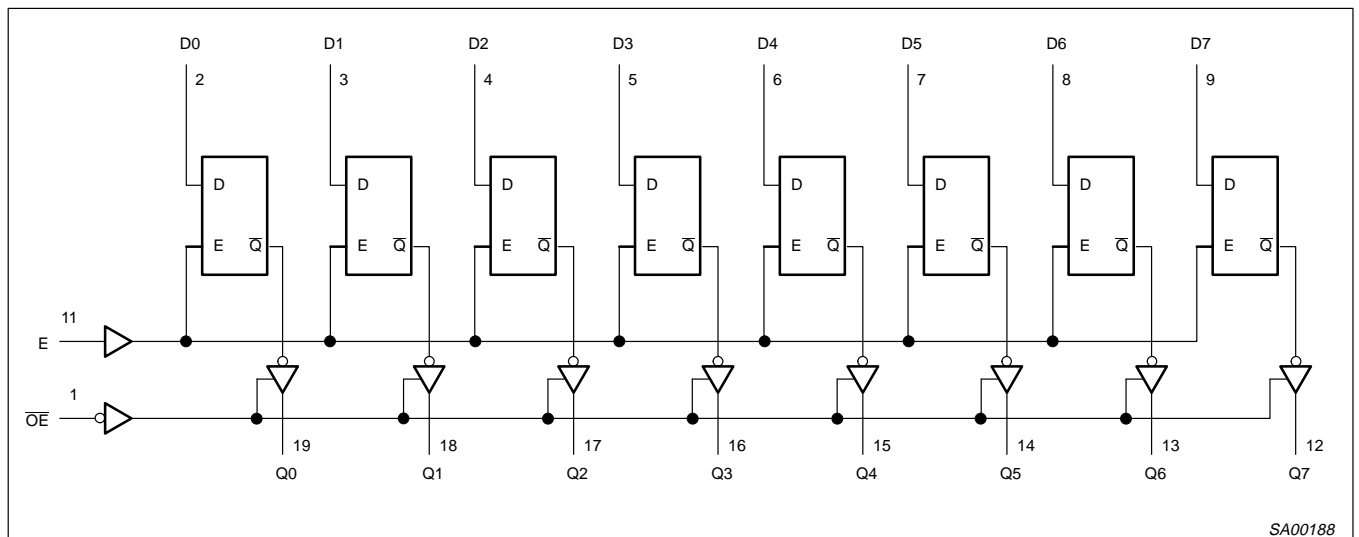 D0 D1 D2 D3 D4 D5 D6 D7
2 3 4 5 6 7 8 9
D D D D D D D D
E Q̅ E Q̅ E Q̅ E Q̅ E Q̅ E Q̅ E Q̅ E Q̅
11
E
1
O̅E̅
19 18 17 16 15 14 13 12
Q0 Q1 Q2 Q3 Q4 Q5 Q6 Q7
SA00188